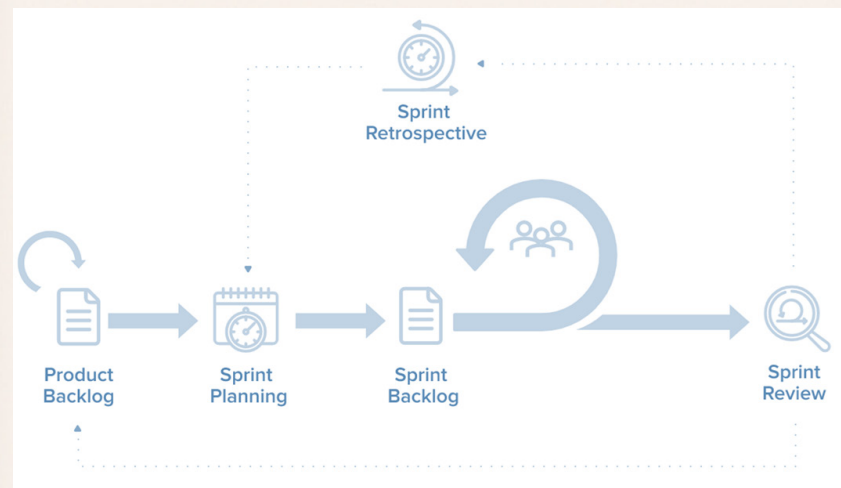 Sprint
Retrospective
Product
Backlog
Sprint
Planning
Sprint
Backlog
Sprint
Review